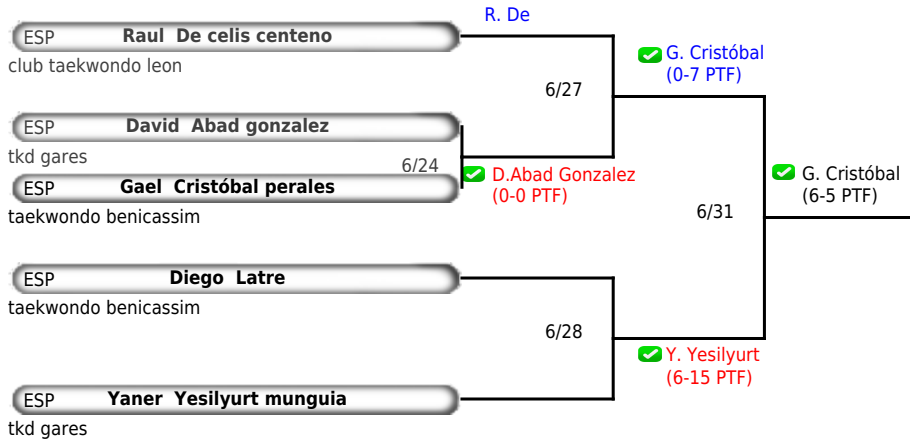 R. De
ESP Raul De celis centeno
club taekwondo leon
G. Cristóbal
(0-7 PTF)
6/27
ESP David Abad gonzalez
tkd gares
6/24
D.Abad Gonzalez
(0-0 PTF)
ESP Gael Cristóbal perales
taekwondo benicassim
G. Cristóbal
(6-5 PTF)
6/31
ESP Diego Latre
taekwondo benicassim
6/28
Y. Yesilyurt
(6-15 PTF)
ESP Yaner Yesilyurt munguia
tkd gares